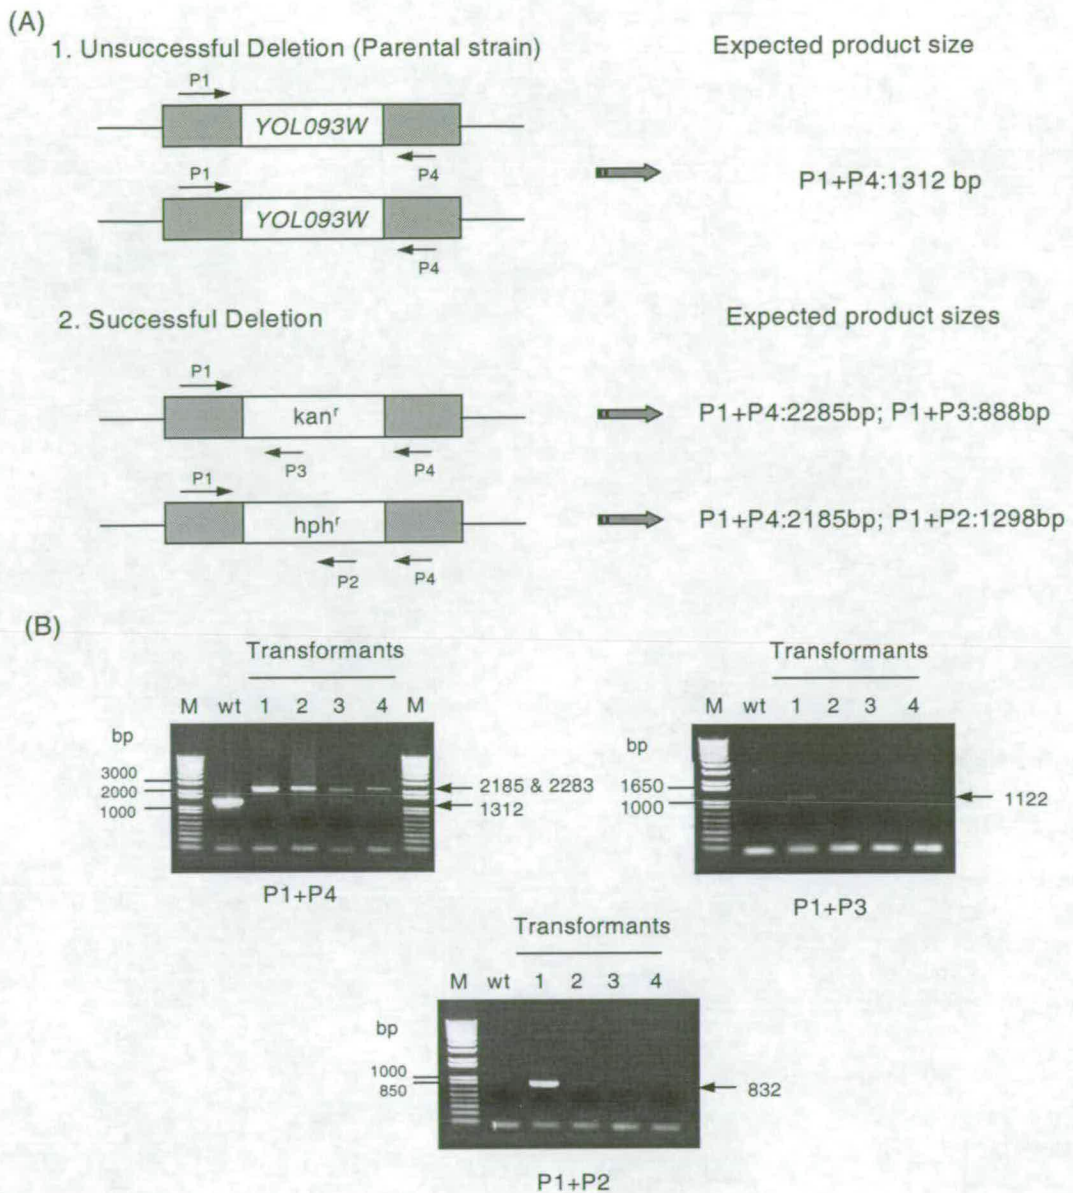 (A)
1. Unsuccessful Deletion (Parental strain)
Expected product size
P1
YOL093W
P4
P1
YOL093W
P4
P1+P4:1312 bp
2. Successful Deletion
Expected product sizes
P1
kanʳ
P3
P4
P1+P4:2285bp; P1+P3:888bp
P1
hphʳ
P2
P4
P1+P4:2185bp; P1+P2:1298bp
(B)
Transformants
M wt 1 2 3 4 M
bp
3000
2000
1000
2185 & 2283
1312
P1+P4
Transformants
M wt 1 2 3 4
bp
1650
1000
1122
P1+P3
Transformants
M wt 1 2 3 4
bp
1000
850
832
P1+P2